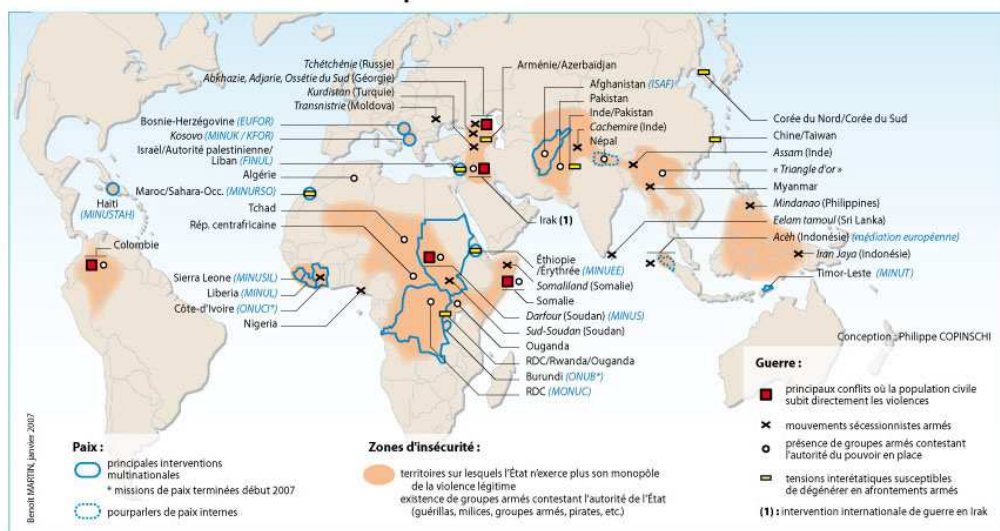 Tchétchénie (Russie)
Abkhazie, Adjarie, Ossétie du Sud (Géorgie)
Kurdistan (Turquie)
Transnistrie (Moldova)
Bosnie-Herzégovine (EUFOR)
Kosovo (MINUK / KFOR)
Israël/Autorité palestinienne/
Liban (FINUL)
Algérie
Maroc/Sahara-Occ. (MINURSO)
Tchad
Rép. centrafricaine
Haïti
(MINUSTAH)
Colombie
Sierra Leone (MINUSIL)
Liberia (MINUL)
Côte-d'Ivoire (ONUCI*)
Nigeria
Arménie/Azerbaïdjan
Afghanistan (ISAF)
Pakistan
Inde/Pakistan
Cachemire (Inde)
Népal
Irak (1)
Éthiopie
/Érythrée (MINUEE)
Somaliland (Somalie)
Somalie
Darfour (Soudan) (MINUS)
Sud-Soudan (Soudan)
Ouganda
RDC/Rwanda/Ouganda
Burundi (ONUB*)
RDC (MONUC)
Corée du Nord/Corée du Sud
Chine/Taiwan
Assam (Inde)
« Triangle d'or »
Myanmar
Mindanao (Philippines)
Eelam tamoul (Sri Lanka)
Acèh (Indonésie) (médiation européenne)
Irian Jaya (Indonésie)
Timor-Leste (MINUT)
Conception : Philippe COPINSCHI
Guerre :
principaux conflits où la population civile
subit directement les violences
mouvements sécessionnistes armés
présence de groupes armés contestant
l'autorité du pouvoir en place
tensions interétatiques susceptibles
de dégénérer en afrontements armés
(1) : intervention internationale de guerre en Irak
Paix :
principales interventions
multinationales
* missions de paix terminées début 2007
pourparlers de paix internes
Zones d'insécurité :
territoires sur lesquels l'État n'exerce plus son monopole
de la violence légitime
existence de groupes armés contestant l'autorité de l'État
(guérillas, milices, groupes armés, pirates, etc.)
Benoît MARTIN, janvier 2007